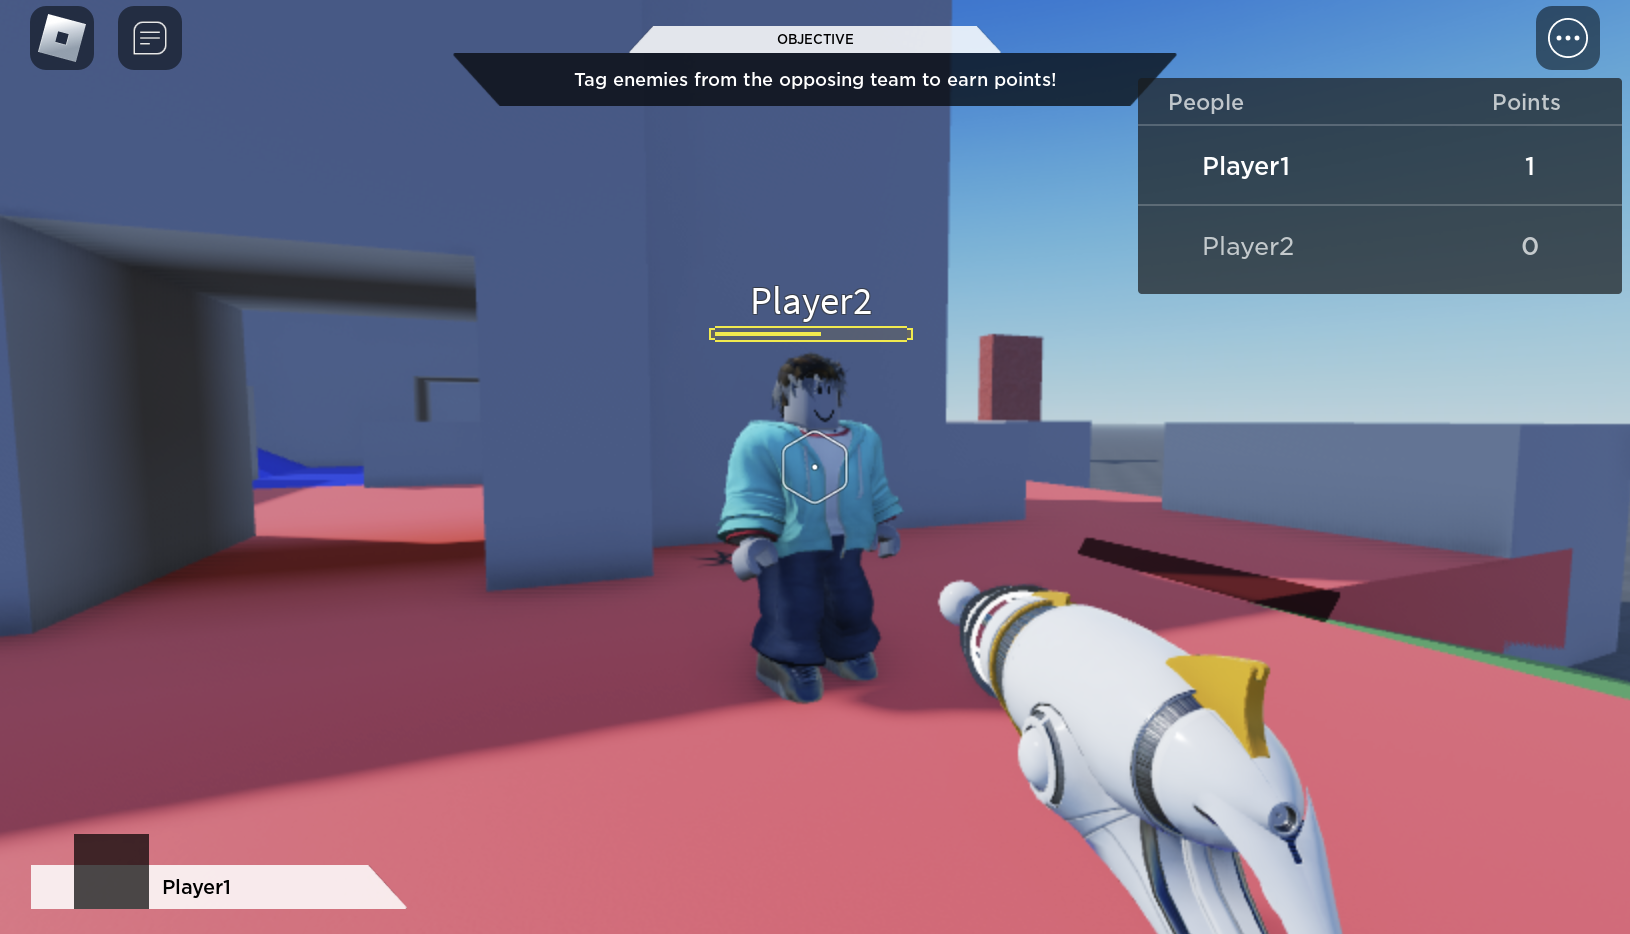 OBJECTIVE
Tag enemies from the opposing team to earn points!
People Points
Player1 1
Player2 0
Player2
Player1